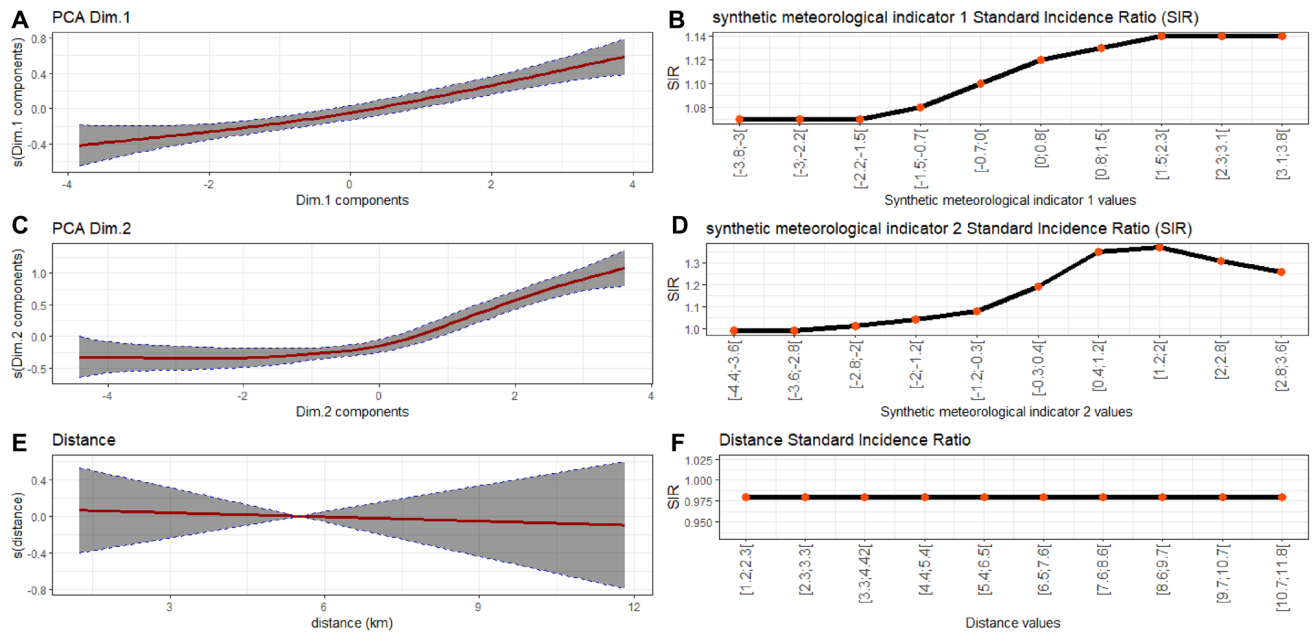 A PCA Dim.1
s(Dim.1 components)
0.8
0.4
0.0
-0.4
-4 -2 0 2 4
Dim.1 components
B synthetic meteorological indicator 1 Standard Incidence Ratio (SIR)
SIR
1.14
1.12
1.10
1.08
[-3.8;-3[
[-3;-2.2[
[-2.2;-1.5[
[-1.5;-0.7[
[-0.7;0[
[0;0.8[
[0.8;1.5[
[1.5;2.3[
[2.3;3.1[
[3.1;3.8[
Synthetic meteorological indicator 1 values
C PCA Dim.2
s(Dim.2 components)
1.0
0.5
0.0
-0.5
-4 -2 0 2 4
Dim.2 components
D synthetic meteorological indicator 2 Standard Incidence Ratio (SIR)
SIR
1.3
1.2
1.1
1.0
[-4.4;-3.6[
[-3.6;-2.8[
[-2.8;-2[
[-2;-1.2[
[-1.2;-0.3[
[-0.3;0.4[
[0.4;1.2[
[1.2;2[
[2;2.8[
[2.8;3.6[
Synthetic meteorological indicator 2 values
E Distance
s(distance)
0.4
0.0
-0.4
-0.8
3 6 9 12
distance (km)
F Distance Standard Incidence Ratio
SIR
1.025
1.000
0.975
0.950
[1.2;2.3[
[2.3;3.3[
[3.3;4.42[
[4.4;5.4[
[5.4;6.5[
[6.5;7.6[
[7.6;8.6[
[8.6;9.7[
[9.7;10.7[
[10.7;11.8[
Distance values